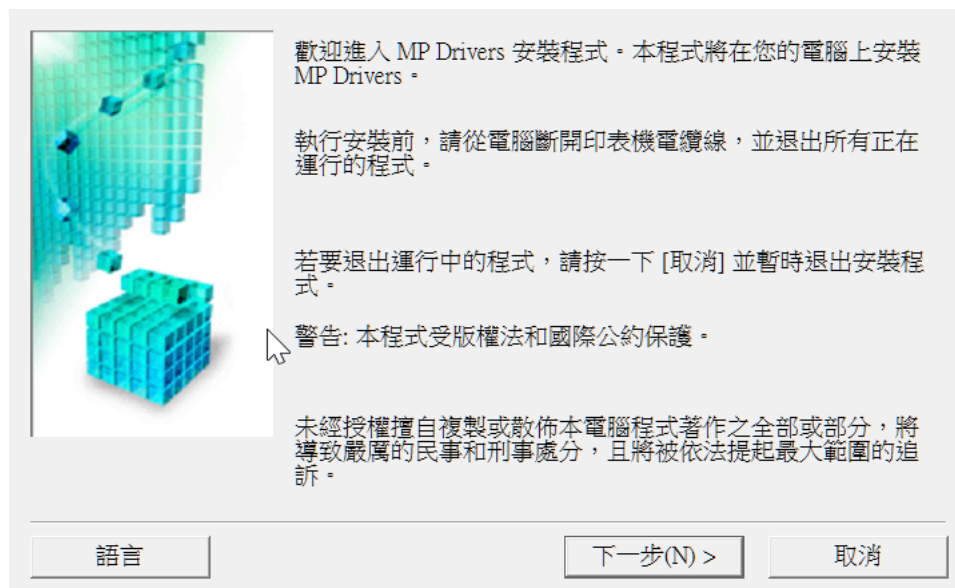 歡迎進入 MP Drivers 安裝程式。本程式將在您的電腦上安裝
MP Drivers。
執行安裝前，請從電腦斷開印表機電纜線，並退出所有正在
運行的程式。
若要退出運行中的程式，請按一下 [取消] 並暫時退出安裝程
式。
警告: 本程式受版權法和國際公約保護。
未經授權擅自複製或散佈本電腦程式著作之全部或部分，將
導致嚴厲的民事和刑事處分，且將被依法提起最大範圍的追
訴。
語言
下一步(N) >
取消